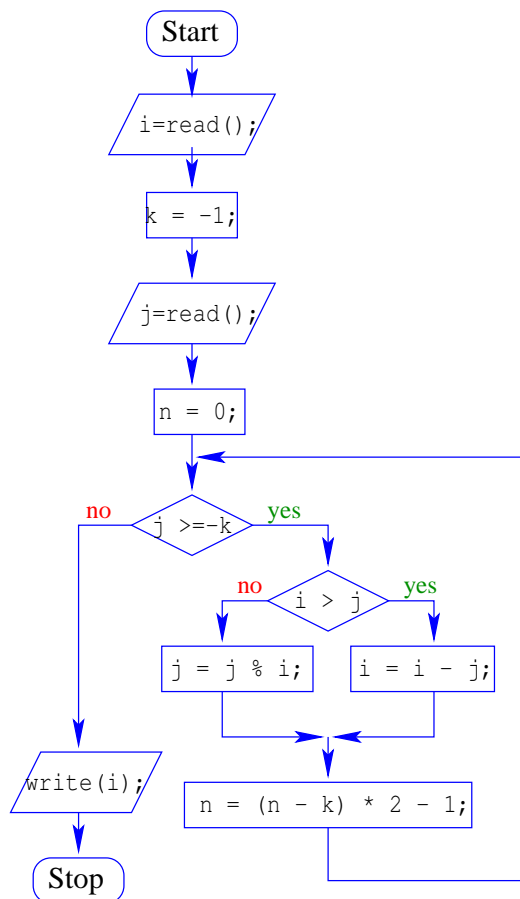 Start
i=read();
k = -1;
j=read();
n = 0;
no
j >=-k
yes
no
i > j
yes
j = j % i;
i = i - j;
write(i);
n = (n - k) * 2 - 1;
Stop